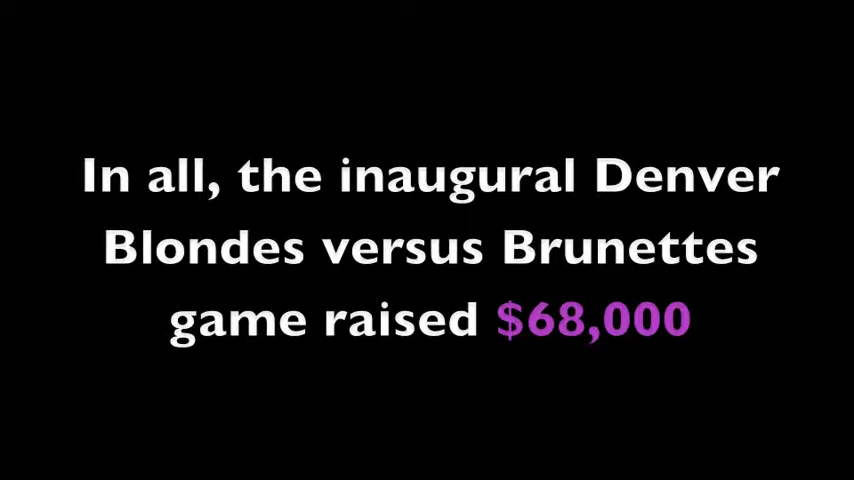 In all, the inaugural Denver
Blondes versus Brunettes
game raised $68,000